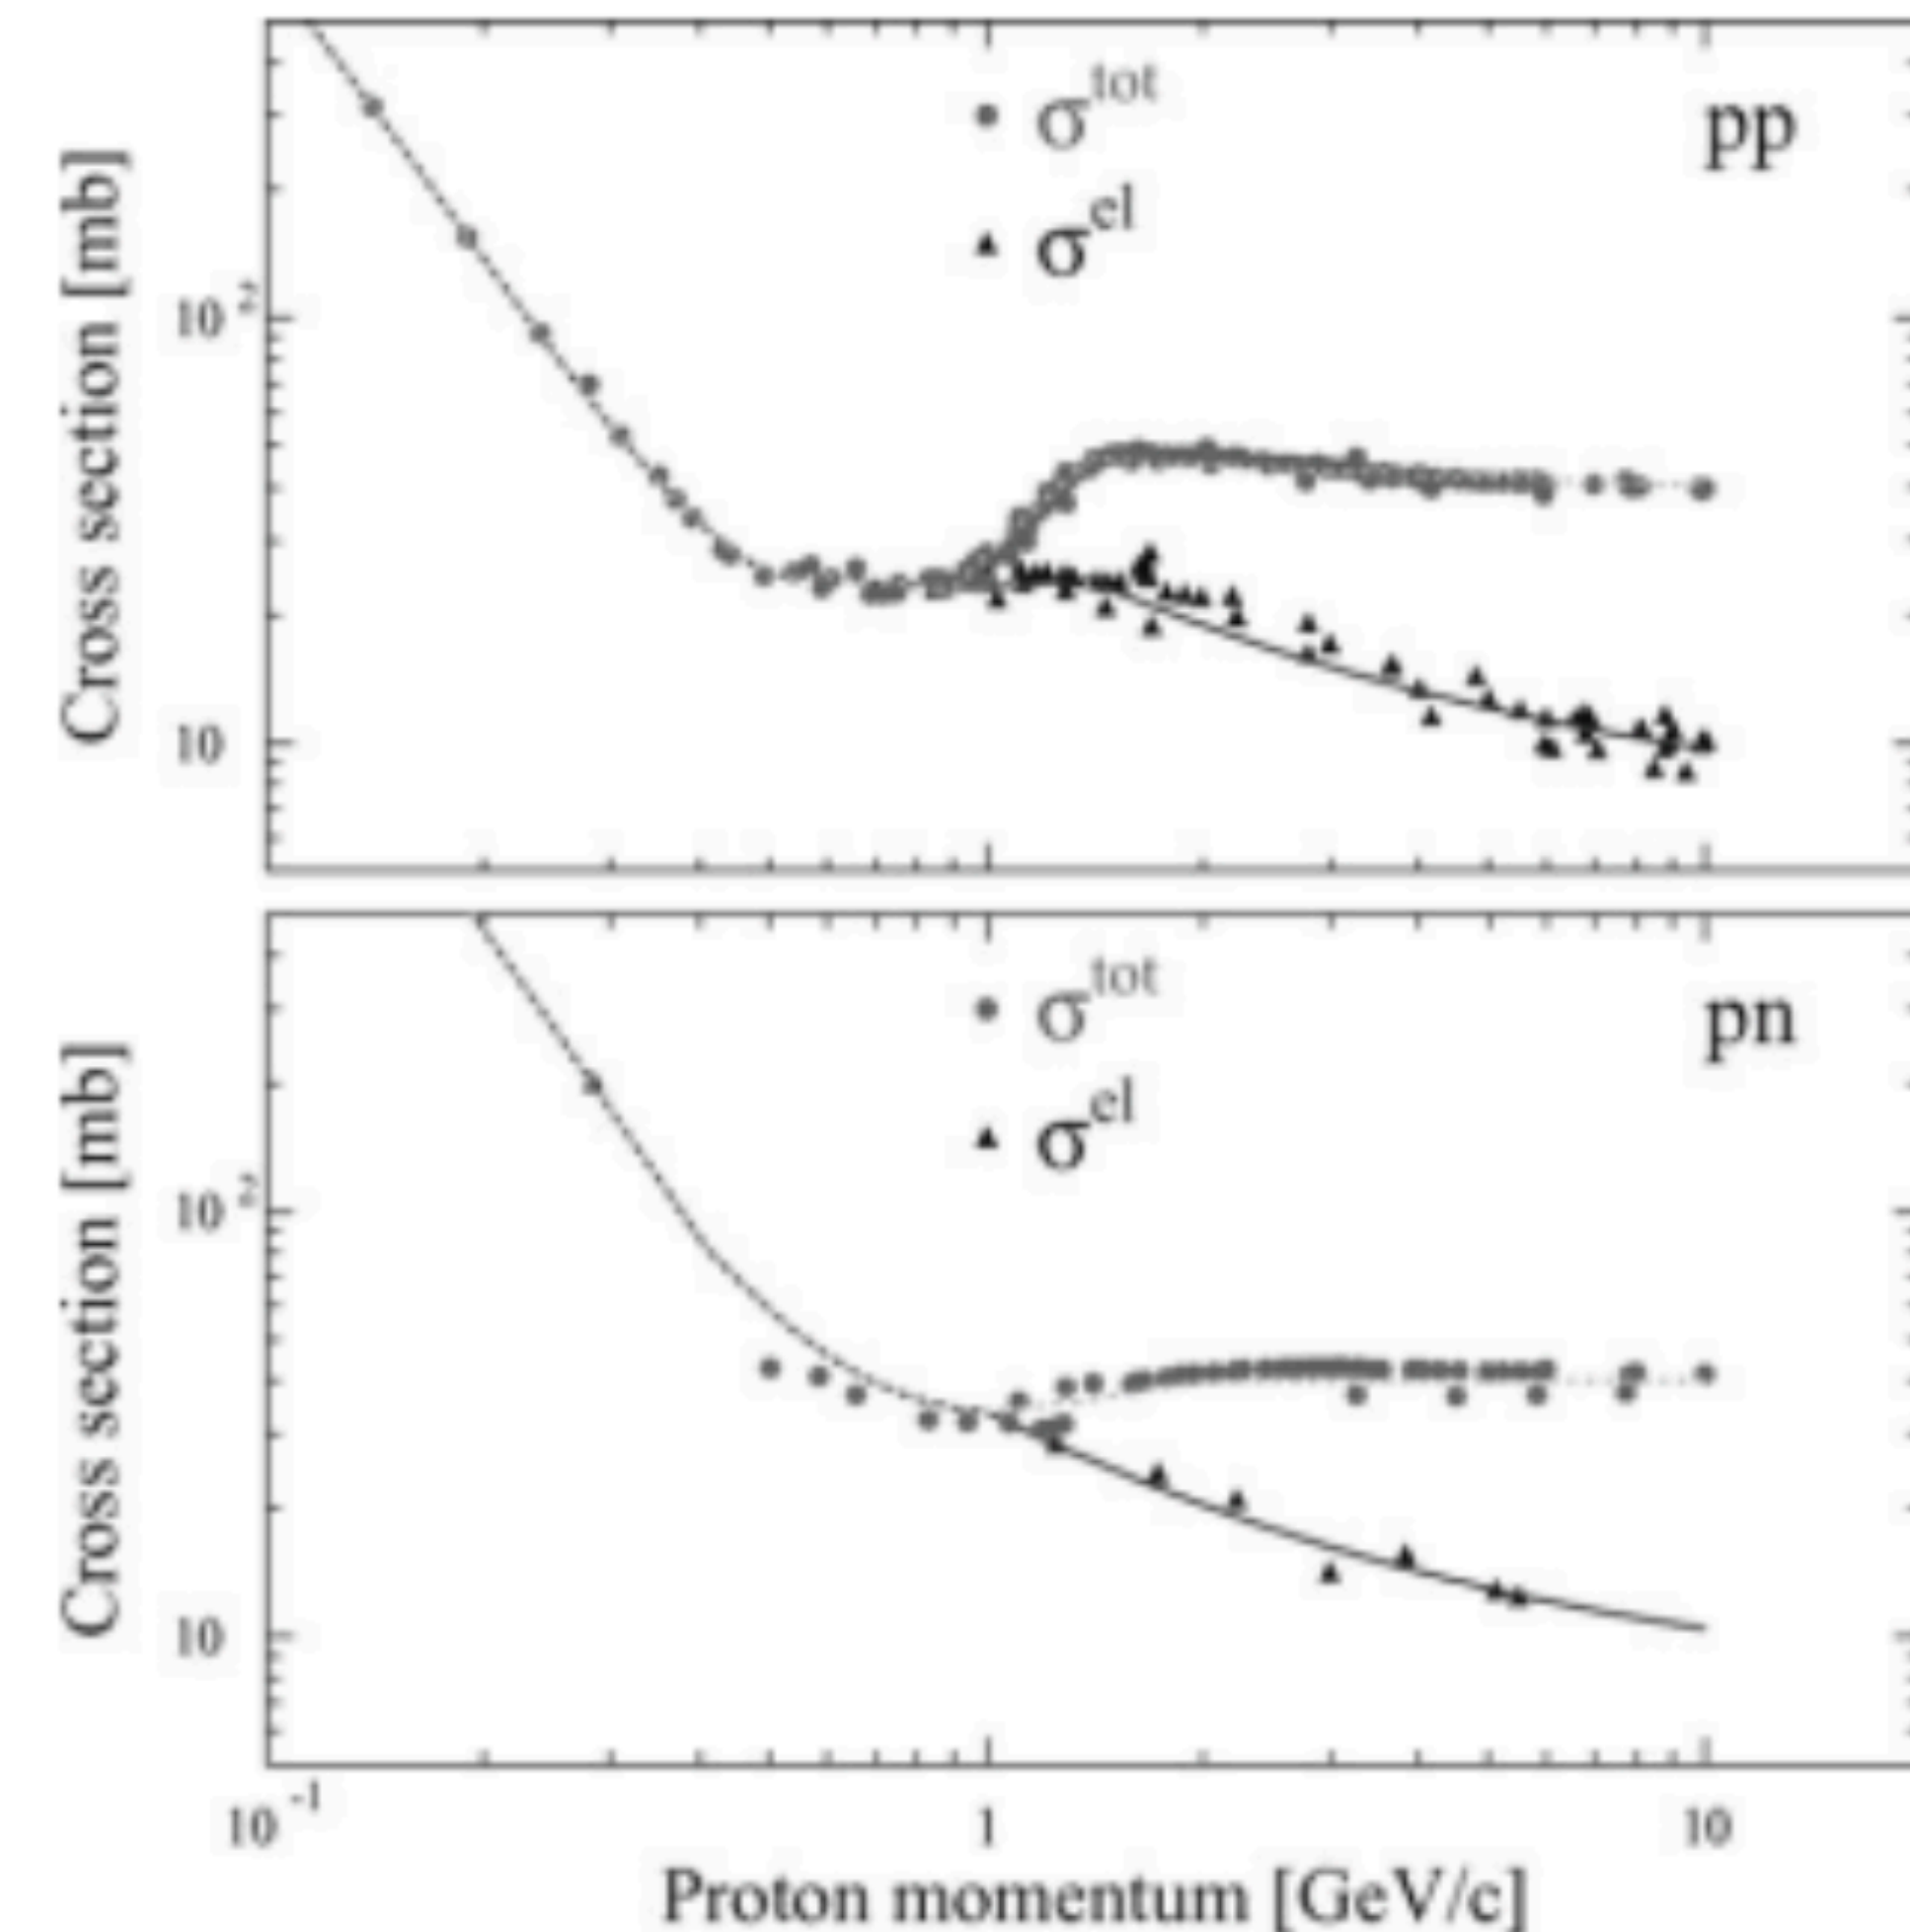 σ^tot
pp
σ^el
Cross section [mb]
10^2
10
σ^tot
pn
σ^el
Cross section [mb]
10^2
10
10^-1
1
10
Proton momentum [GeV/c]